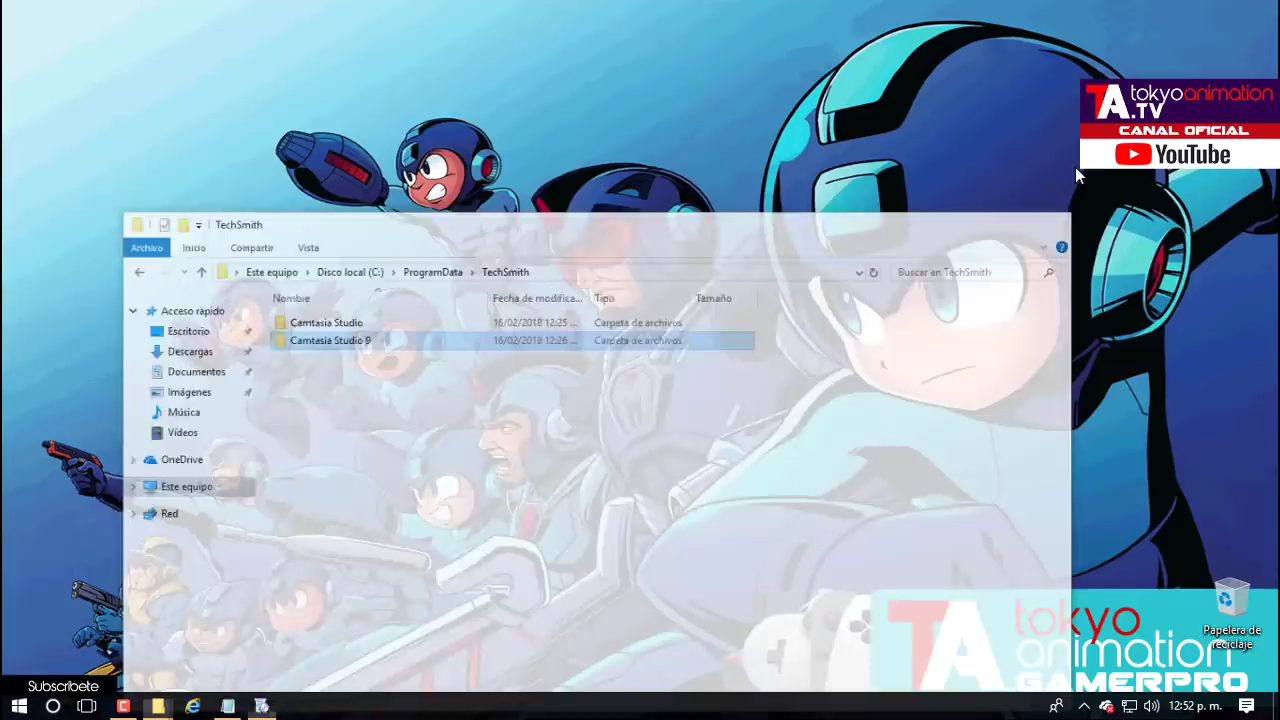 tokyoanimation
TA.TV
CANAL OFICIAL
YouTube
TechSmith
Archivo
Inicio
Compartir
Vista
Este equipo
Disco local (C:)
ProgramData
TechSmith
Buscar en TechSmith
Nombre
Fecha de modifica...
Tipo
Tamaño
Acceso rápido
Camtasia Studio
16/02/2018 12:25 ...
Carpeta de archivos
Escritorio
Camtasia Studio 9
16/02/2018 12:26 ...
Carpeta de archivos
Descargas
Documentos
Imágenes
Música
Vídeos
OneDrive
Este equipo
Red
TA
tokyo
animation
GAMERPRO
Papelera de
reciclaje
Subscribete
12:52 p. m.